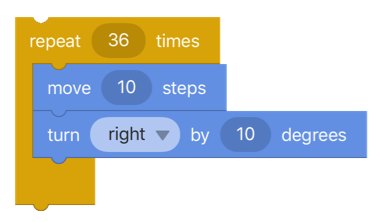 repeat 36 times
move 10 steps
turn right by 10 degrees